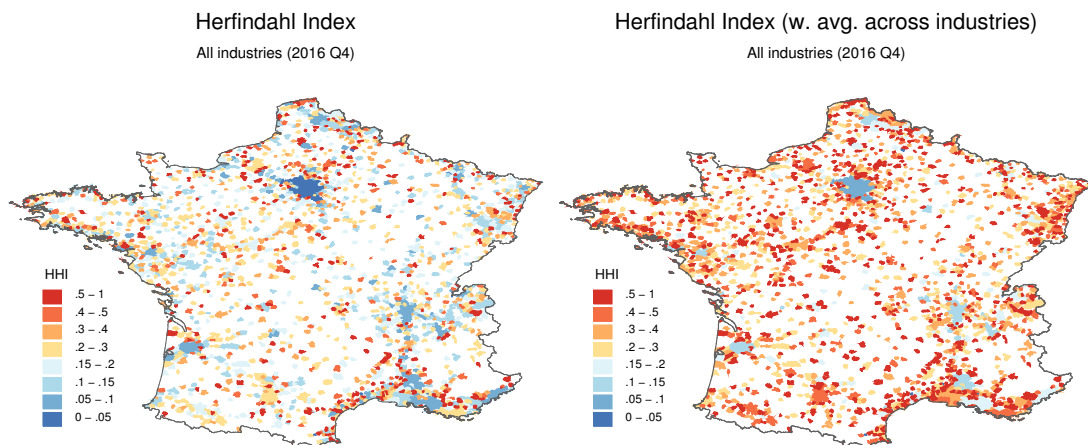 Herfindahl Index
All industries (2016 Q4)
HHI
.5 − 1
.4 − .5
.3 − .4
.2 − .3
.15 − .2
.1 − .15
.05 − .1
0 − .05
Herfindahl Index (w. avg. across industries)
All industries (2016 Q4)
HHI
.5 − 1
.4 − .5
.3 − .4
.2 − .3
.15 − .2
.1 − .15
.05 − .1
0 − .05